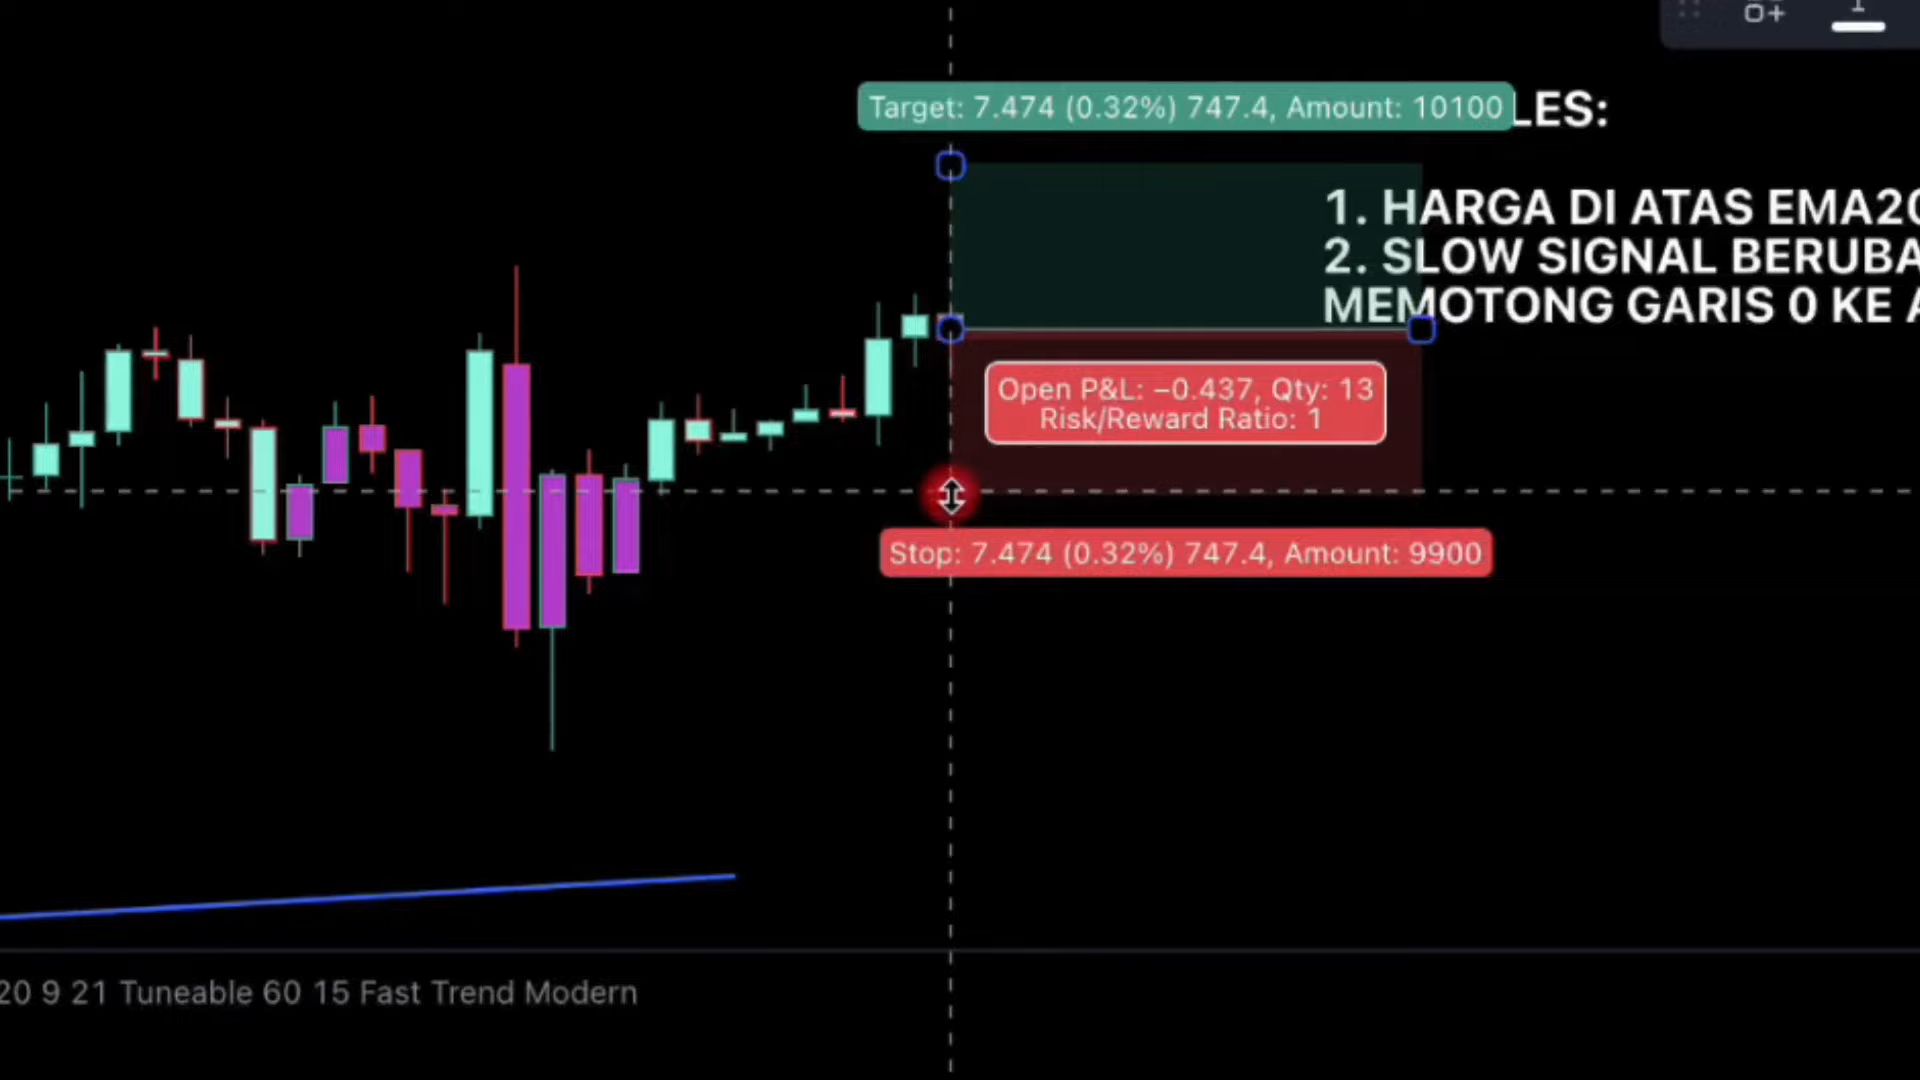 Target: 7.474 (0.32%) 747.4, Amount: 10100
LES:
1. HARGA DI ATAS EMA20
2. SLOW SIGNAL BERUBA
MEMOTONG GARIS 0 KE A
Open P&L: −0.437, Qty: 13
Risk/Reward Ratio: 1
Stop: 7.474 (0.32%) 747.4, Amount: 9900
20 9 21 Tuneable 60 15 Fast Trend Modern